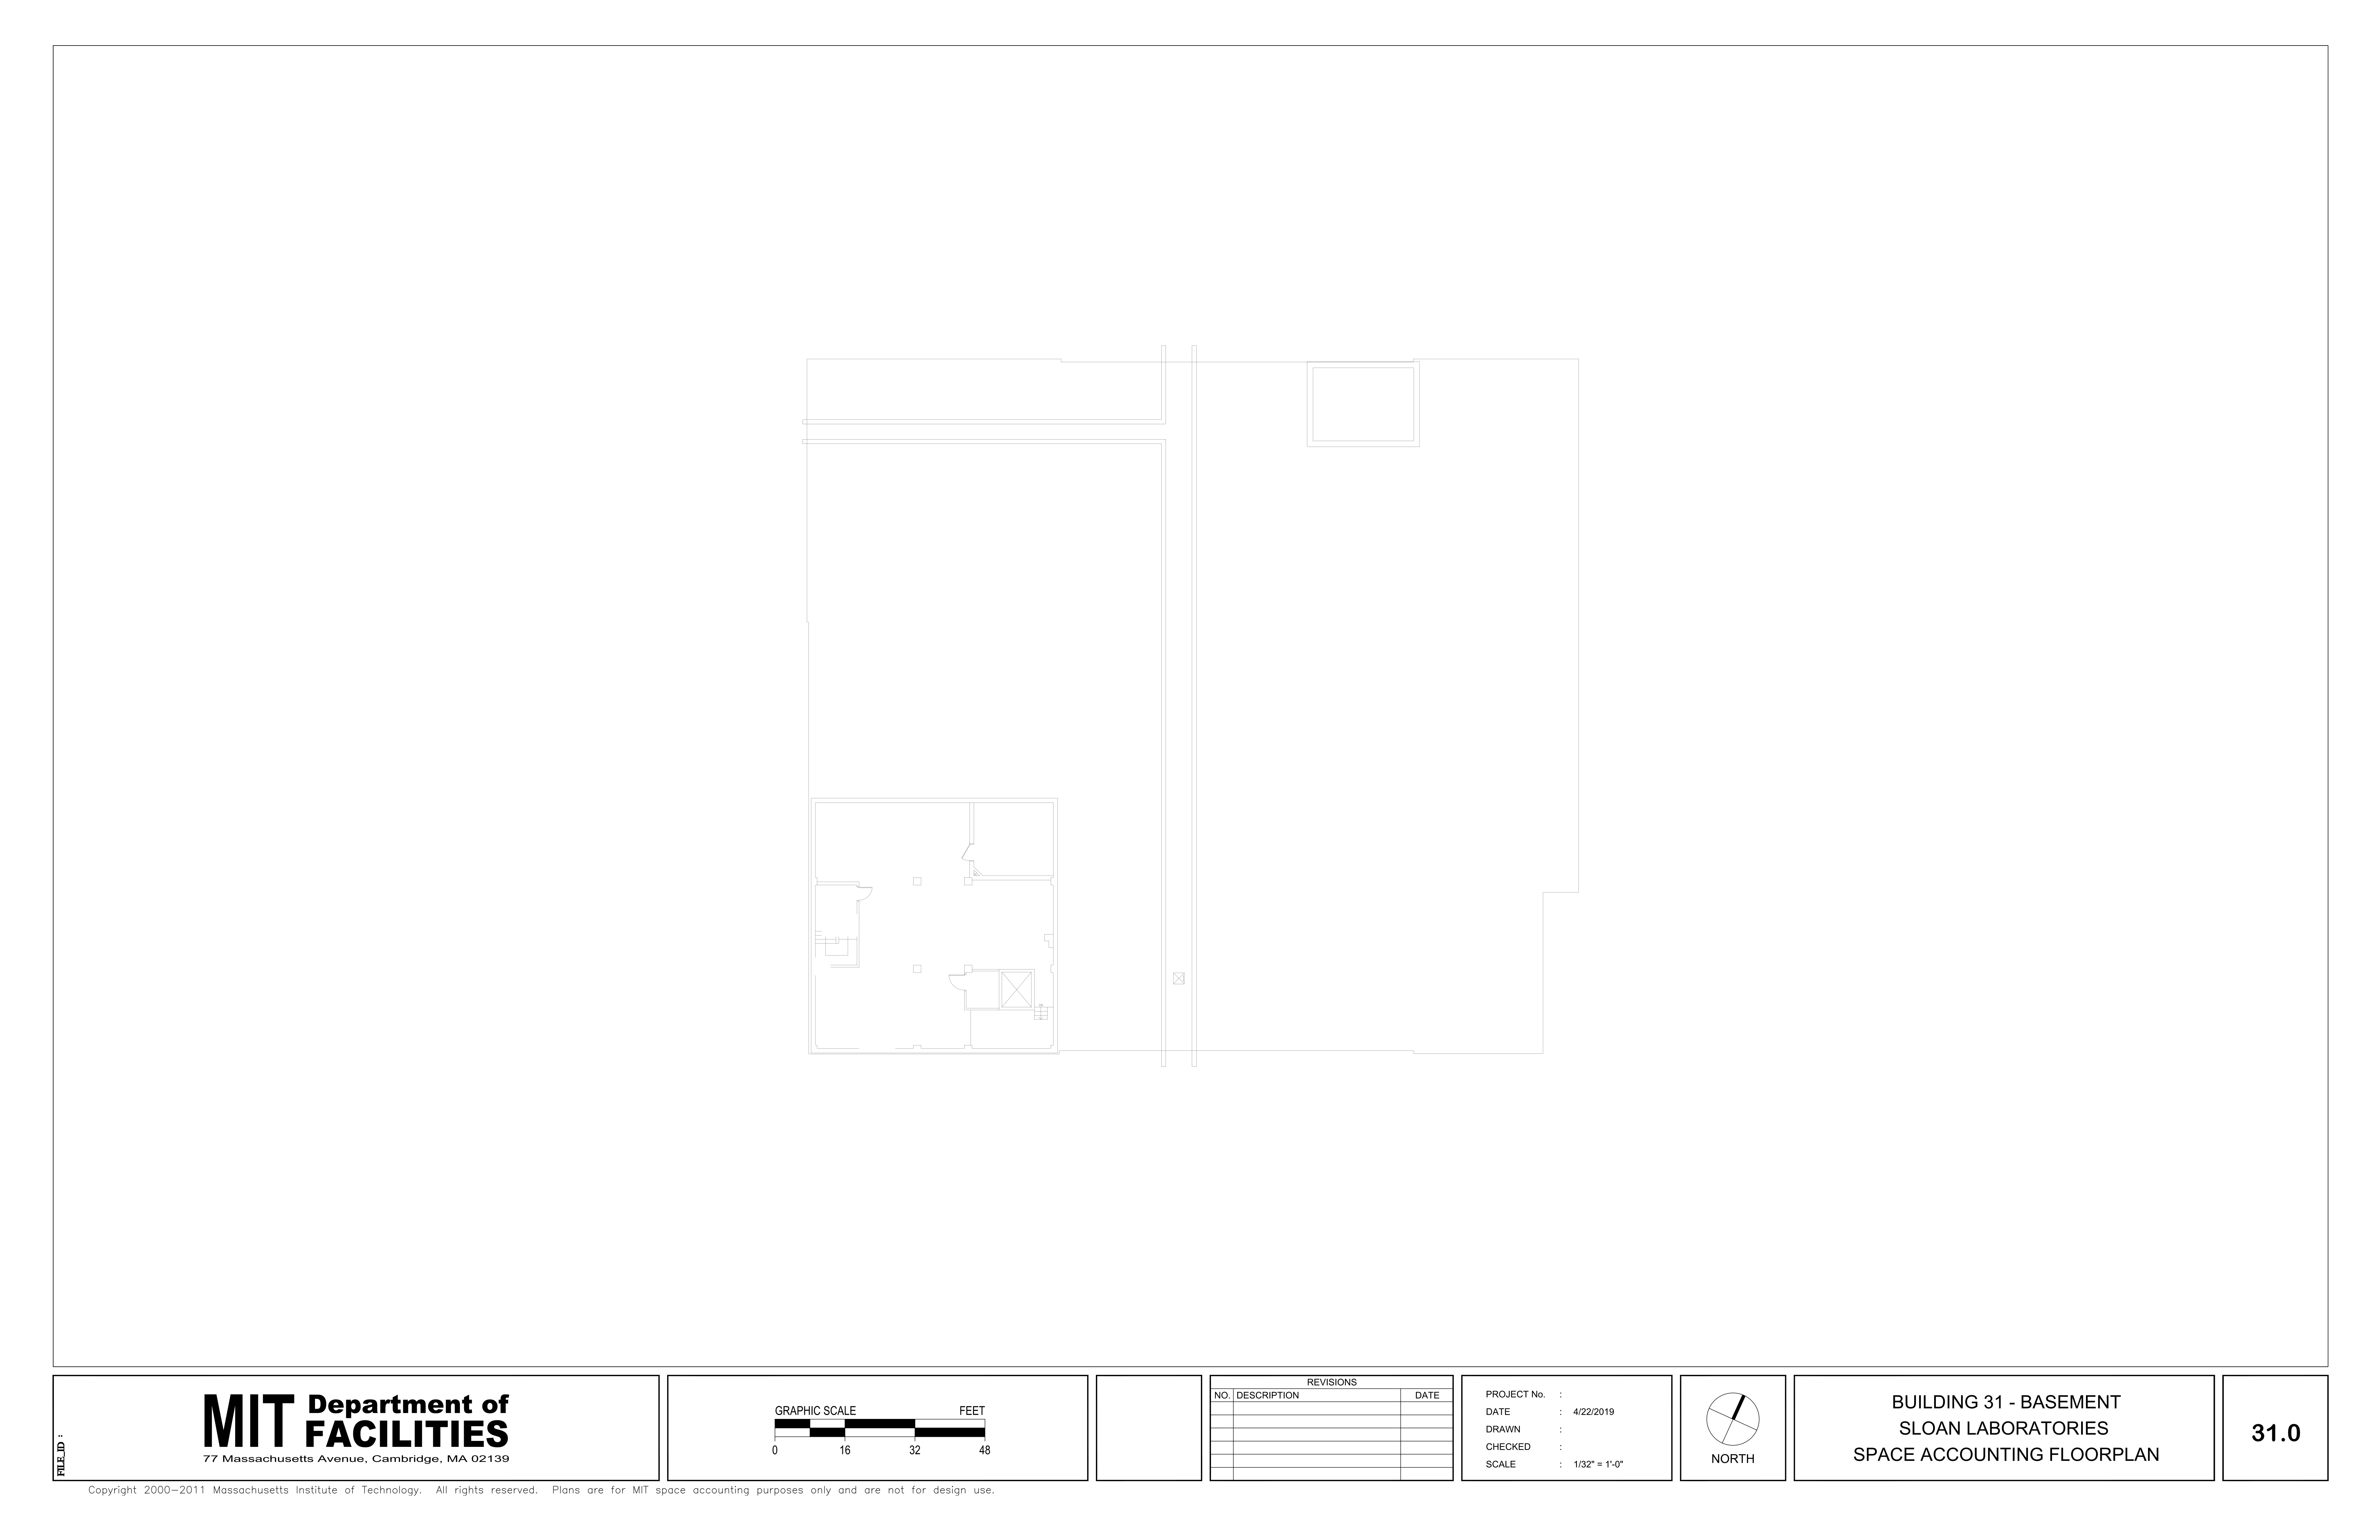 FILE_ID :
MIT Department of
FACILITIES
77 Massachusetts Avenue, Cambridge, MA 02139
GRAPHIC SCALE FEET
0 16 32 48
REVISIONS
NO. DESCRIPTION DATE
PROJECT No. :
DATE : 4/22/2019
DRAWN :
CHECKED :
SCALE : 1/32" = 1'-0"
NORTH
BUILDING 31 - BASEMENT
SLOAN LABORATORIES
SPACE ACCOUNTING FLOORPLAN
31.0
Copyright 2000-2011 Massachusetts Institute of Technology. All rights reserved. Plans are for MIT space accounting purposes only and are not for design use.